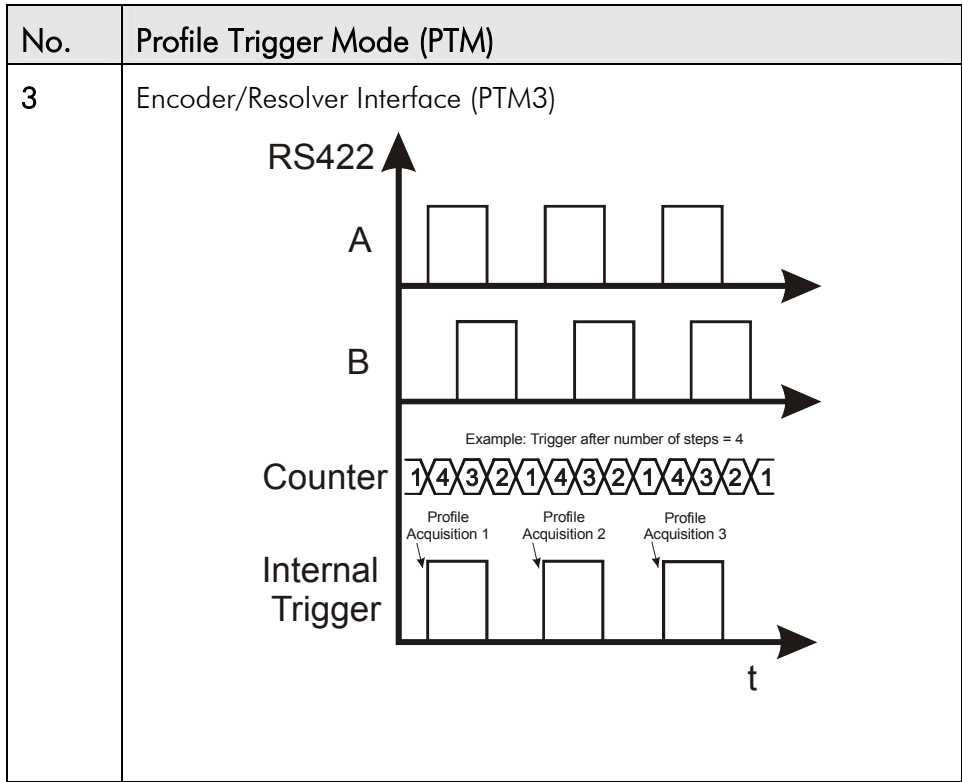 No. Profile Trigger Mode (PTM)
3 Encoder/Resolver Interface (PTM3)
RS422
A
B
Example: Trigger after number of steps = 4
Counter 1 4 3 2 1 4 3 2 1 4 3 2 1
Profile Acquisition 1
Profile Acquisition 2
Profile Acquisition 3
Internal
Trigger
t